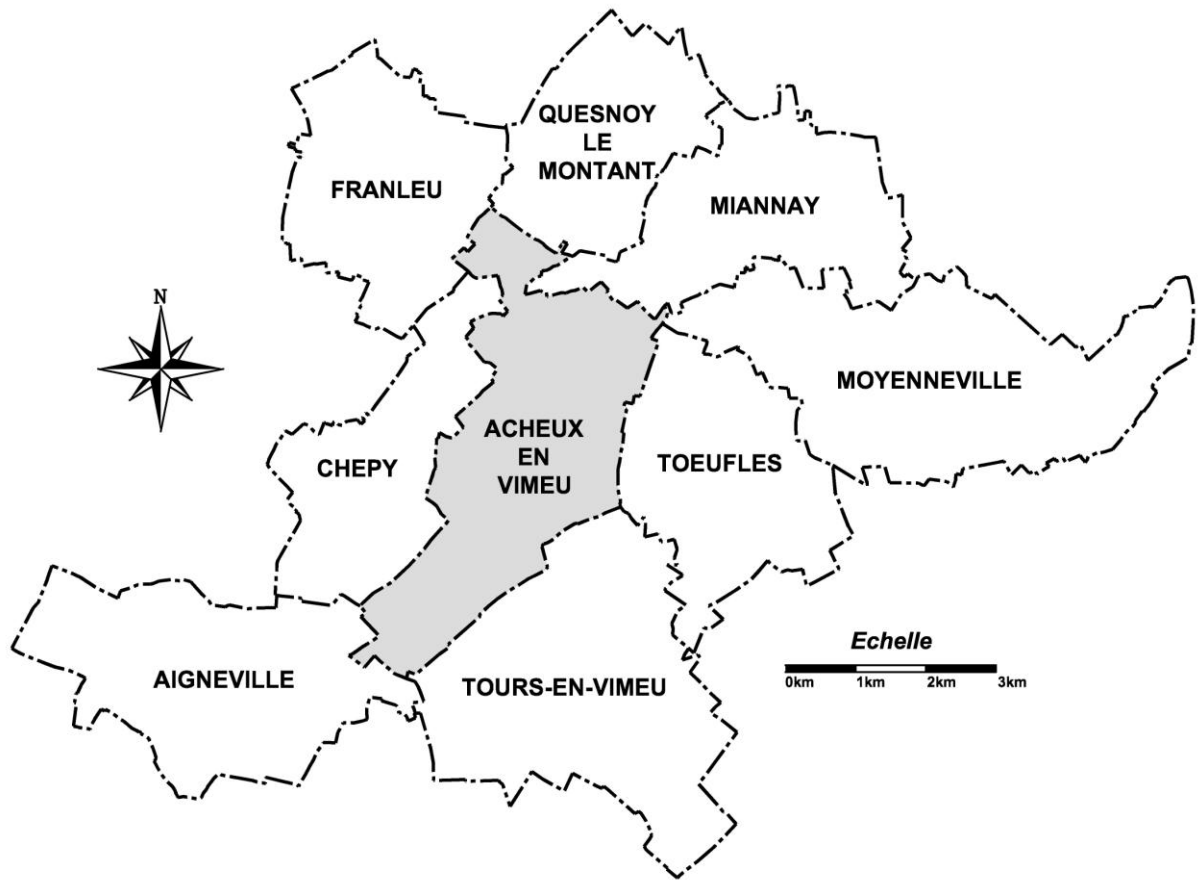 QUESNOY
LE
MONTANT
FRANLEU
MIANNAY
N
MOYENNEVILLE
ACHEUX
EN
VIMEU
CHEPY
TOEUFLES
Echelle
0km 1km 2km 3km
AIGNEVILLE
TOURS-EN-VIMEU